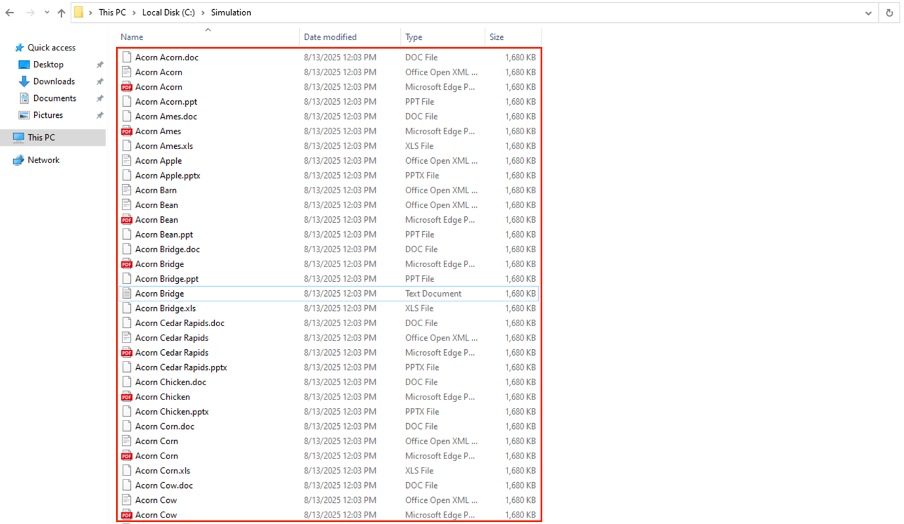 This PC > Local Disk (C:) > Simulation
Name Date modified Type Size
Quick access
Desktop
Downloads
Documents
Pictures
This PC
Network
Acorn Acorn.doc 8/13/2025 12:03 PM DOC File 1,680 KB
Acorn Acorn 8/13/2025 12:03 PM Office Open XML ... 1,680 KB
PDF Acorn Acorn 8/13/2025 12:03 PM Microsoft Edge P... 1,680 KB
Acorn Acorn.ppt 8/13/2025 12:03 PM PPT File 1,680 KB
Acorn Ames.doc 8/13/2025 12:03 PM DOC File 1,680 KB
PDF Acorn Ames 8/13/2025 12:03 PM Microsoft Edge P... 1,680 KB
Acorn Ames.xls 8/13/2025 12:03 PM XLS File 1,680 KB
Acorn Apple 8/13/2025 12:03 PM Office Open XML ... 1,680 KB
Acorn Apple.pptx 8/13/2025 12:03 PM PPTX File 1,680 KB
Acorn Barn 8/13/2025 12:03 PM Office Open XML ... 1,680 KB
Acorn Bean 8/13/2025 12:03 PM Office Open XML ... 1,680 KB
PDF Acorn Bean 8/13/2025 12:03 PM Microsoft Edge P... 1,680 KB
Acorn Bean.ppt 8/13/2025 12:03 PM PPT File 1,680 KB
Acorn Bridge.doc 8/13/2025 12:03 PM DOC File 1,680 KB
PDF Acorn Bridge 8/13/2025 12:03 PM Microsoft Edge P... 1,680 KB
Acorn Bridge.ppt 8/13/2025 12:03 PM PPT File 1,680 KB
Acorn Bridge 8/13/2025 12:03 PM Text Document 1,680 KB
Acorn Bridge.xls 8/13/2025 12:03 PM XLS File 1,680 KB
Acorn Cedar Rapids.doc 8/13/2025 12:03 PM DOC File 1,680 KB
Acorn Cedar Rapids 8/13/2025 12:03 PM Office Open XML ... 1,680 KB
PDF Acorn Cedar Rapids 8/13/2025 12:03 PM Microsoft Edge P... 1,680 KB
Acorn Cedar Rapids.pptx 8/13/2025 12:03 PM PPTX File 1,680 KB
Acorn Chicken.doc 8/13/2025 12:03 PM DOC File 1,680 KB
PDF Acorn Chicken 8/13/2025 12:03 PM Microsoft Edge P... 1,680 KB
Acorn Chicken.pptx 8/13/2025 12:03 PM PPTX File 1,680 KB
Acorn Corn.doc 8/13/2025 12:03 PM DOC File 1,680 KB
Acorn Corn 8/13/2025 12:03 PM Office Open XML ... 1,680 KB
PDF Acorn Corn 8/13/2025 12:03 PM Microsoft Edge P... 1,680 KB
Acorn Corn.xls 8/13/2025 12:03 PM XLS File 1,680 KB
Acorn Cow.doc 8/13/2025 12:03 PM DOC File 1,680 KB
Acorn Cow 8/13/2025 12:03 PM Office Open XML ... 1,680 KB
PDF Acorn Cow 8/13/2025 12:03 PM Microsoft Edge P... 1,680 KB